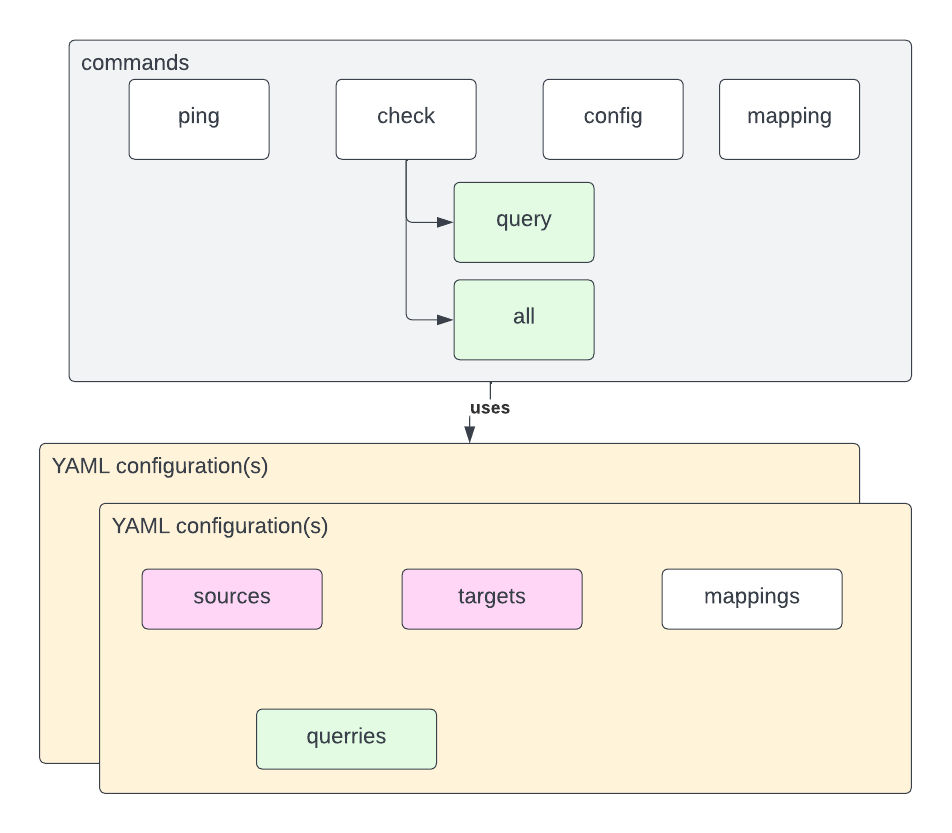 commands
ping
check
config
mapping
query
all
uses
YAML configuration(s)
YAML configuration(s)
sources
targets
mappings
querries